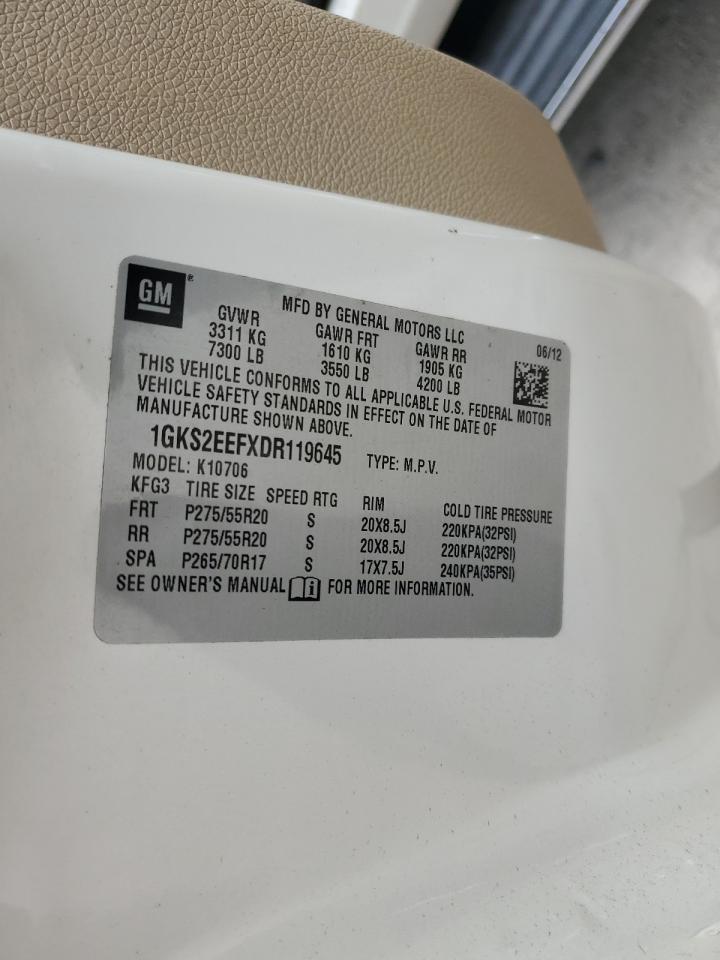 GM ®
MFD BY GENERAL MOTORS LLC
06/12
GVWR GAWR FRT GAWR RR
3311 KG 1610 KG 1905 KG
7300 LB 3550 LB 4200 LB
THIS VEHICLE CONFORMS TO ALL APPLICABLE U.S. FEDERAL MOTOR
VEHICLE SAFETY STANDARDS IN EFFECT ON THE DATE OF
MANUFACTURE SHOWN ABOVE.
1GKS2EEFXDR119645 TYPE: M.P.V.
MODEL: K10706
KFG3 TIRE SIZE SPEED RTG RIM COLD TIRE PRESSURE
FRT P275/55R20 S 20X8.5J 220KPA(32PSI)
RR P275/55R20 S 20X8.5J 220KPA(32PSI)
SPA P265/70R17 S 17X7.5J 240KPA(35PSI)
SEE OWNER'S MANUAL i FOR MORE INFORMATION.